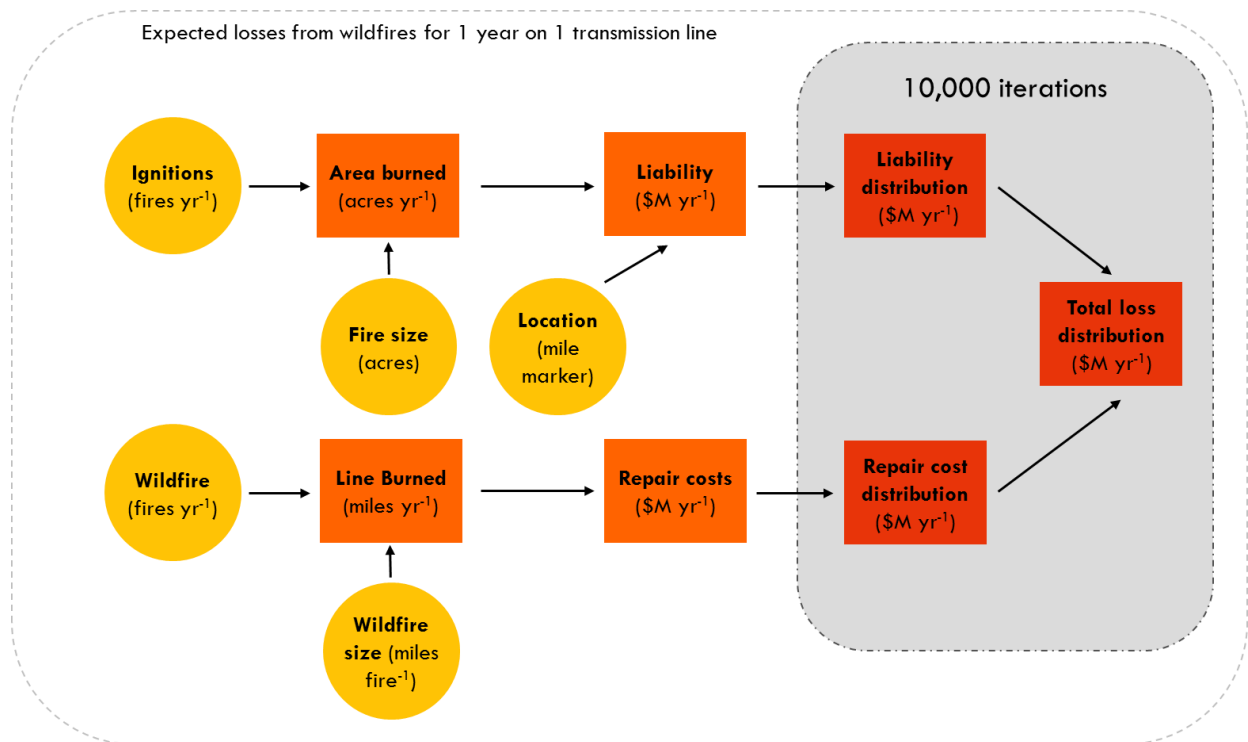 Expected losses from wildfires for 1 year on 1 transmission line
10,000 iterations
Ignitions
(fires yr⁻¹)
Area burned
(acres yr⁻¹)
Liability
($M yr⁻¹)
Liability
distribution
($M yr⁻¹)
Fire size
(acres)
Location
(mile
marker)
Total loss
distribution
($M yr⁻¹)
Wildfire
(fires yr⁻¹)
Line Burned
(miles yr⁻¹)
Repair costs
($M yr⁻¹)
Repair cost
distribution
($M yr⁻¹)
Wildfire
size (miles
fire⁻¹)